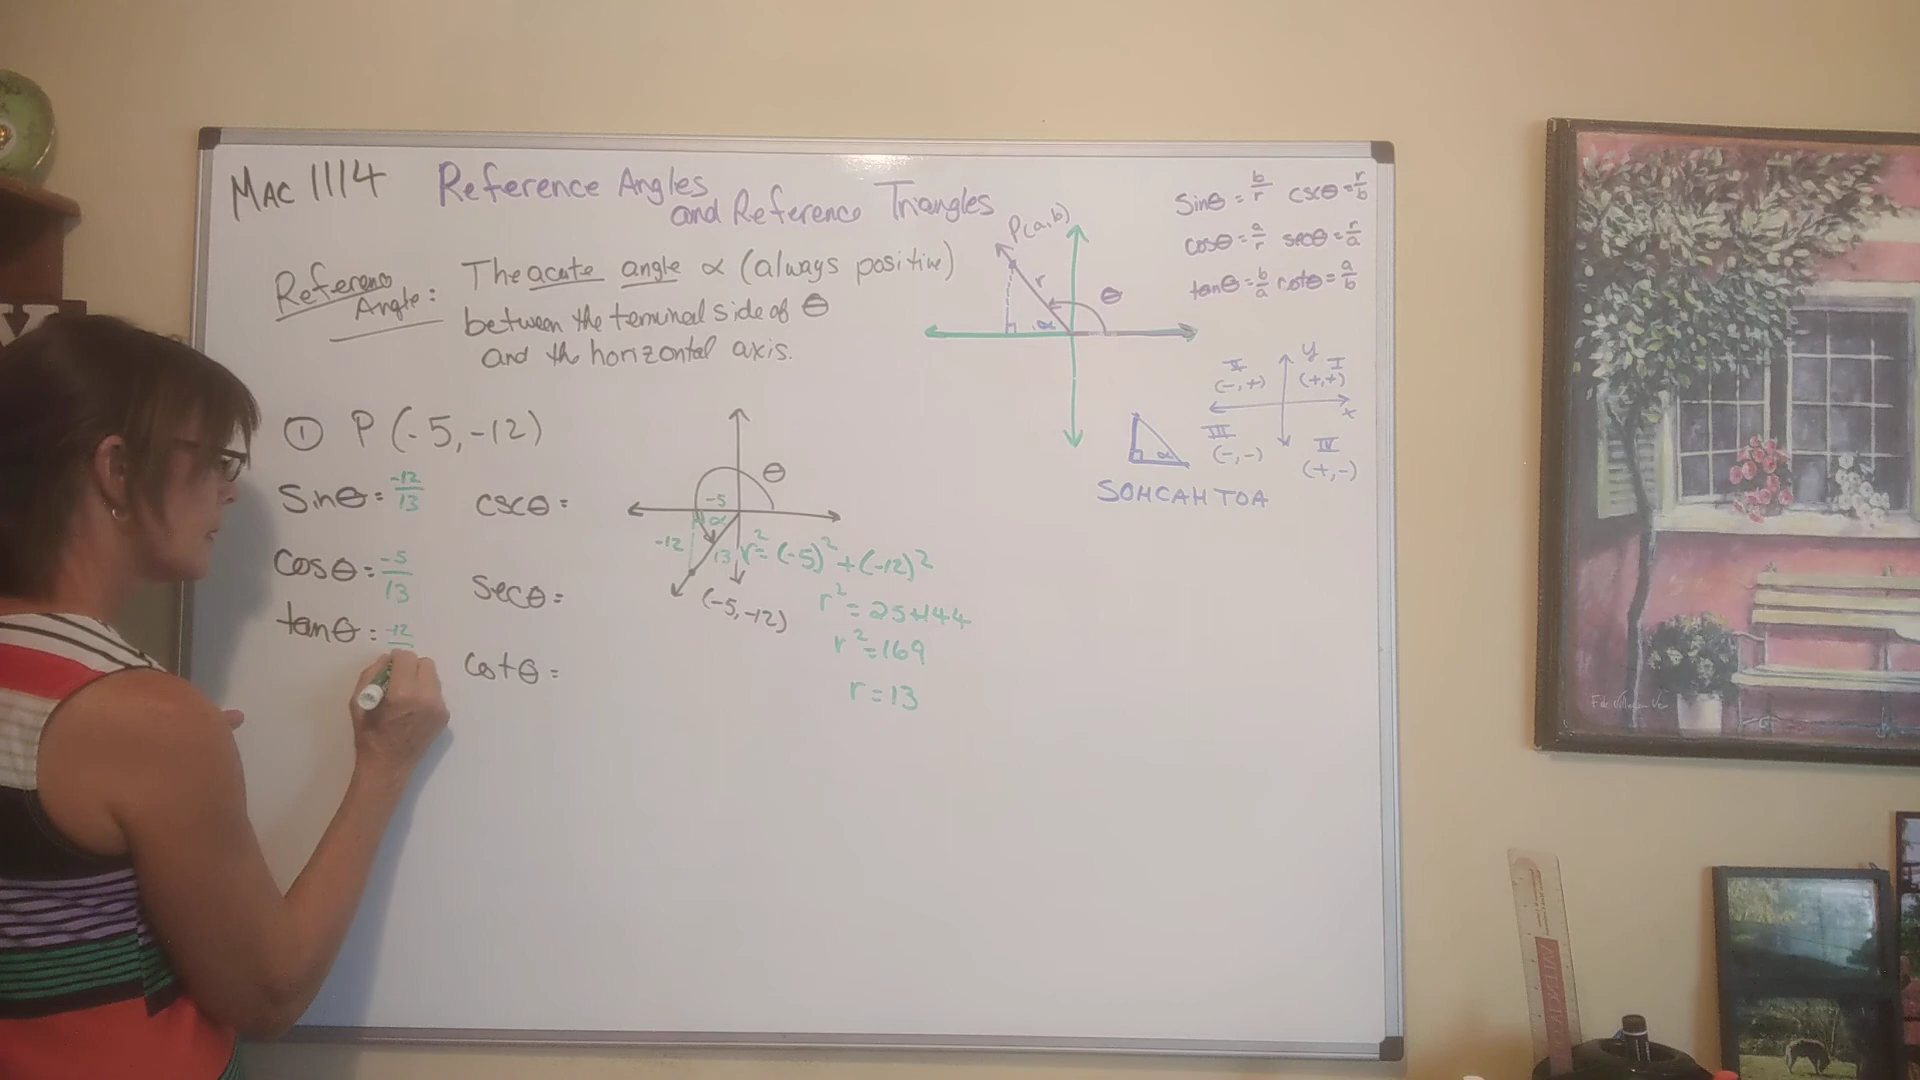 MAC 1114 Reference Angles
and Reference Triangles
Reference Angle:
The acute angle α (always positive)
between the terminal side of θ
and the horizontal axis.
P(a,b)
r
θ
α
sinθ = b/r cscθ = r/b
cosθ = a/r secθ = r/a
tanθ = b/a cotθ = a/b
y
II I
(-,+) (+,+)
x
III IV
(-,-) (+,-)
α
SOHCAHTOA
① P(-5,-12)
sinθ = -12/13 cscθ =
cosθ = -5/13 secθ =
tanθ = -12/ cotθ =
θ
-5
α
-12
13
(-5,-12)
r² = (-5)² + (-12)²
r² = 25+144
r² = 169
r = 13